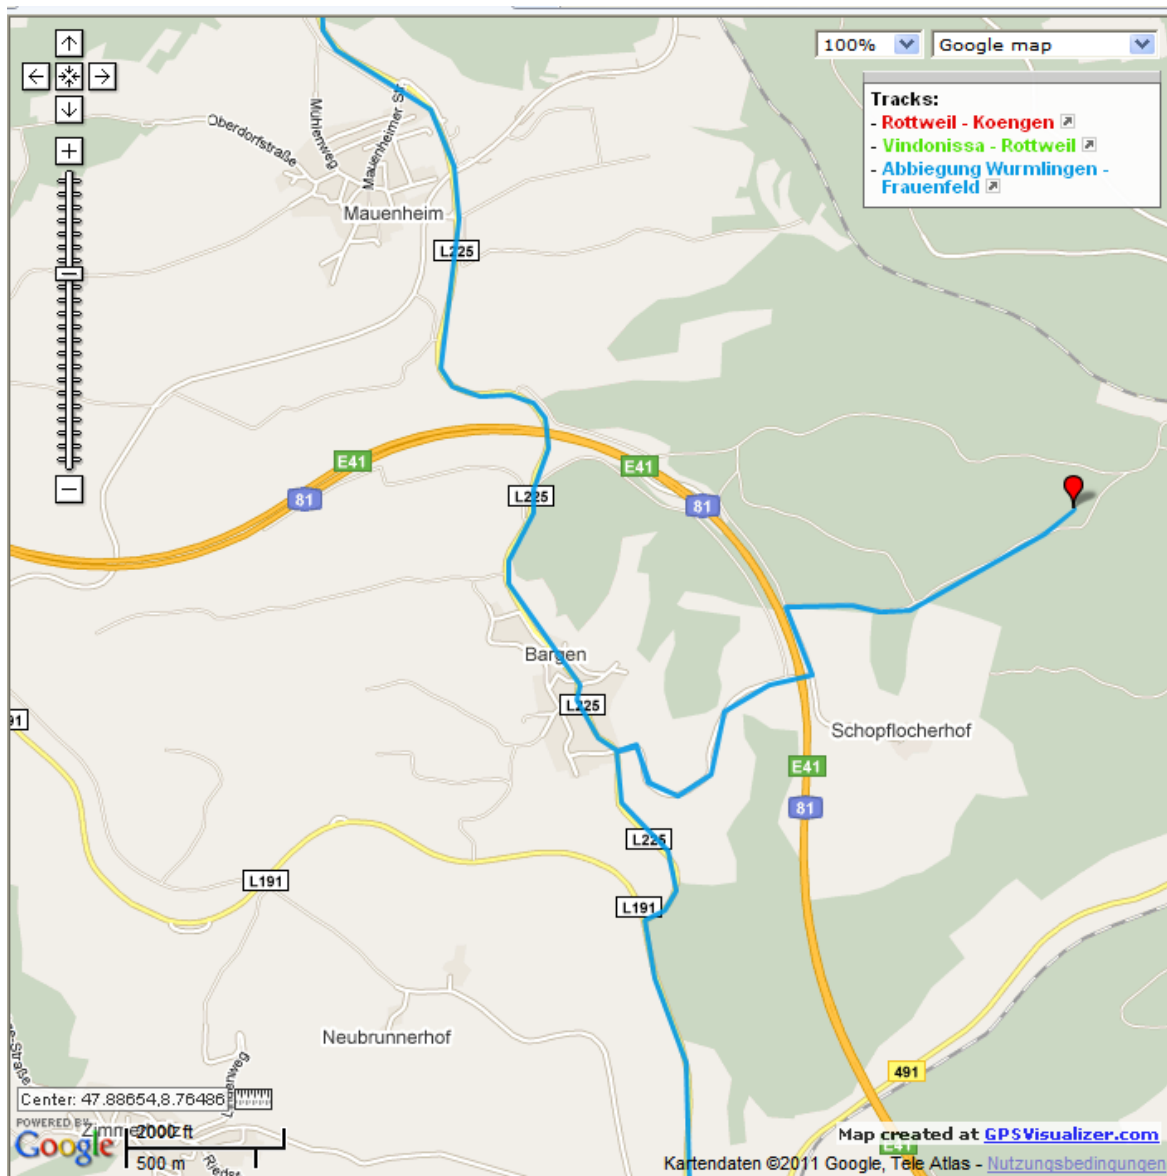 100%
Google map
Tracks:
- Rottweil - Koengen
- Vindonissa - Rottweil
- Abbiegung Wurmlingen -
Frauenfeld
Oberdorfstraße
Mühlenweg
Mauenheimer Str.
Mauenheim
L225
E41
E41
81
81
L225
Bargen
L225
91
Schopflocherhof
E41
81
L225
L191
L191
Neubrunnerhof
491
Center: 47.88654,8.76486
POWERED BY
Google
2000 ft
500 m
E41
Map created at GPSVisualizer.com
Kartendaten ©2011 Google, Tele Atlas - Nutzungsbedingungen